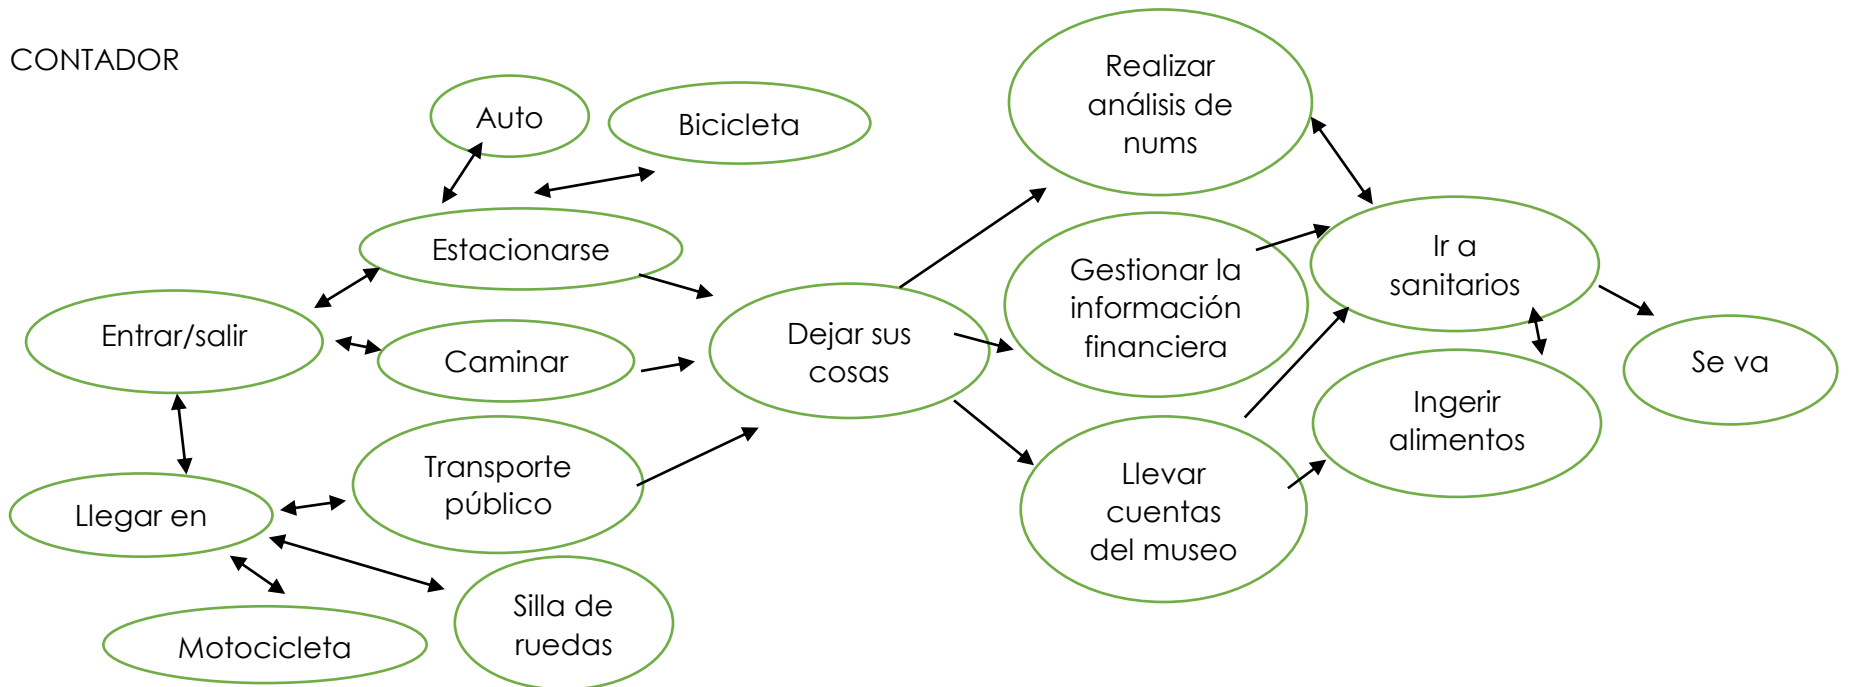 CONTADOR
Auto
Bicicleta
Estacionarse
Entrar/salir
Caminar
Llegar en
Transporte
público
Motocicleta
Silla de
ruedas
Dejar sus
cosas
Realizar
análisis de
nums
Gestionar la
información
financiera
Llevar
cuentas
del museo
Ir a
sanitarios
Ingerir
alimentos
Se va